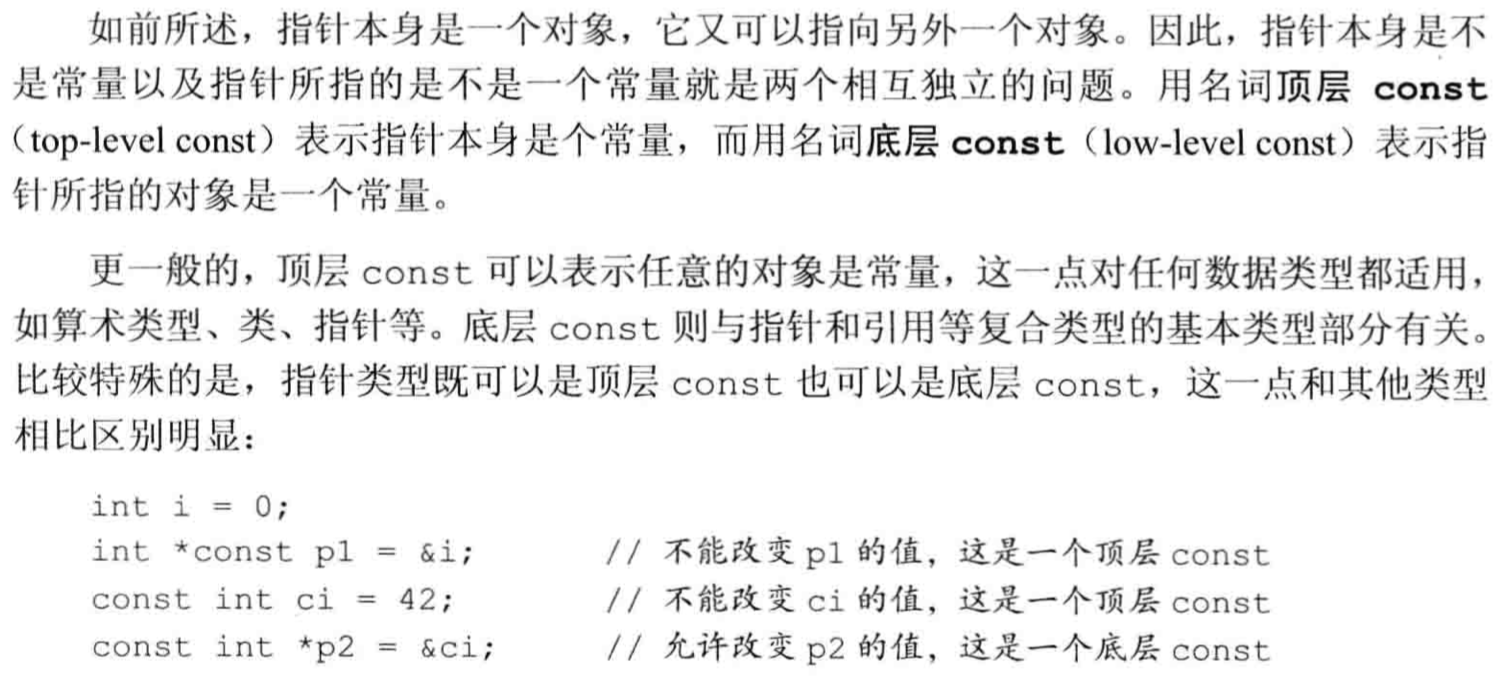 如前所述，指针本身是一个对象，它又可以指向另外一个对象。因此，指针本身是不
是常量以及指针所指的是不是一个常量就是两个相互独立的问题。用名词顶层 const
（top-level const）表示指针本身是个常量，而用名词底层 const（low-level const）表示指
针所指的对象是一个常量。
更一般的，顶层 const 可以表示任意的对象是常量，这一点对任何数据类型都适用，
如算术类型、类、指针等。底层 const 则与指针和引用等复合类型的基本类型部分有关。
比较特殊的是，指针类型既可以是顶层 const 也可以是底层 const，这一点和其他类型
相比区别明显：
int i = 0;
int *const p1 = &i; // 不能改变 p1 的值，这是一个顶层 const
const int ci = 42; // 不能改变 ci 的值，这是一个顶层 const
const int *p2 = &ci; // 允许改变 p2 的值，这是一个底层 const